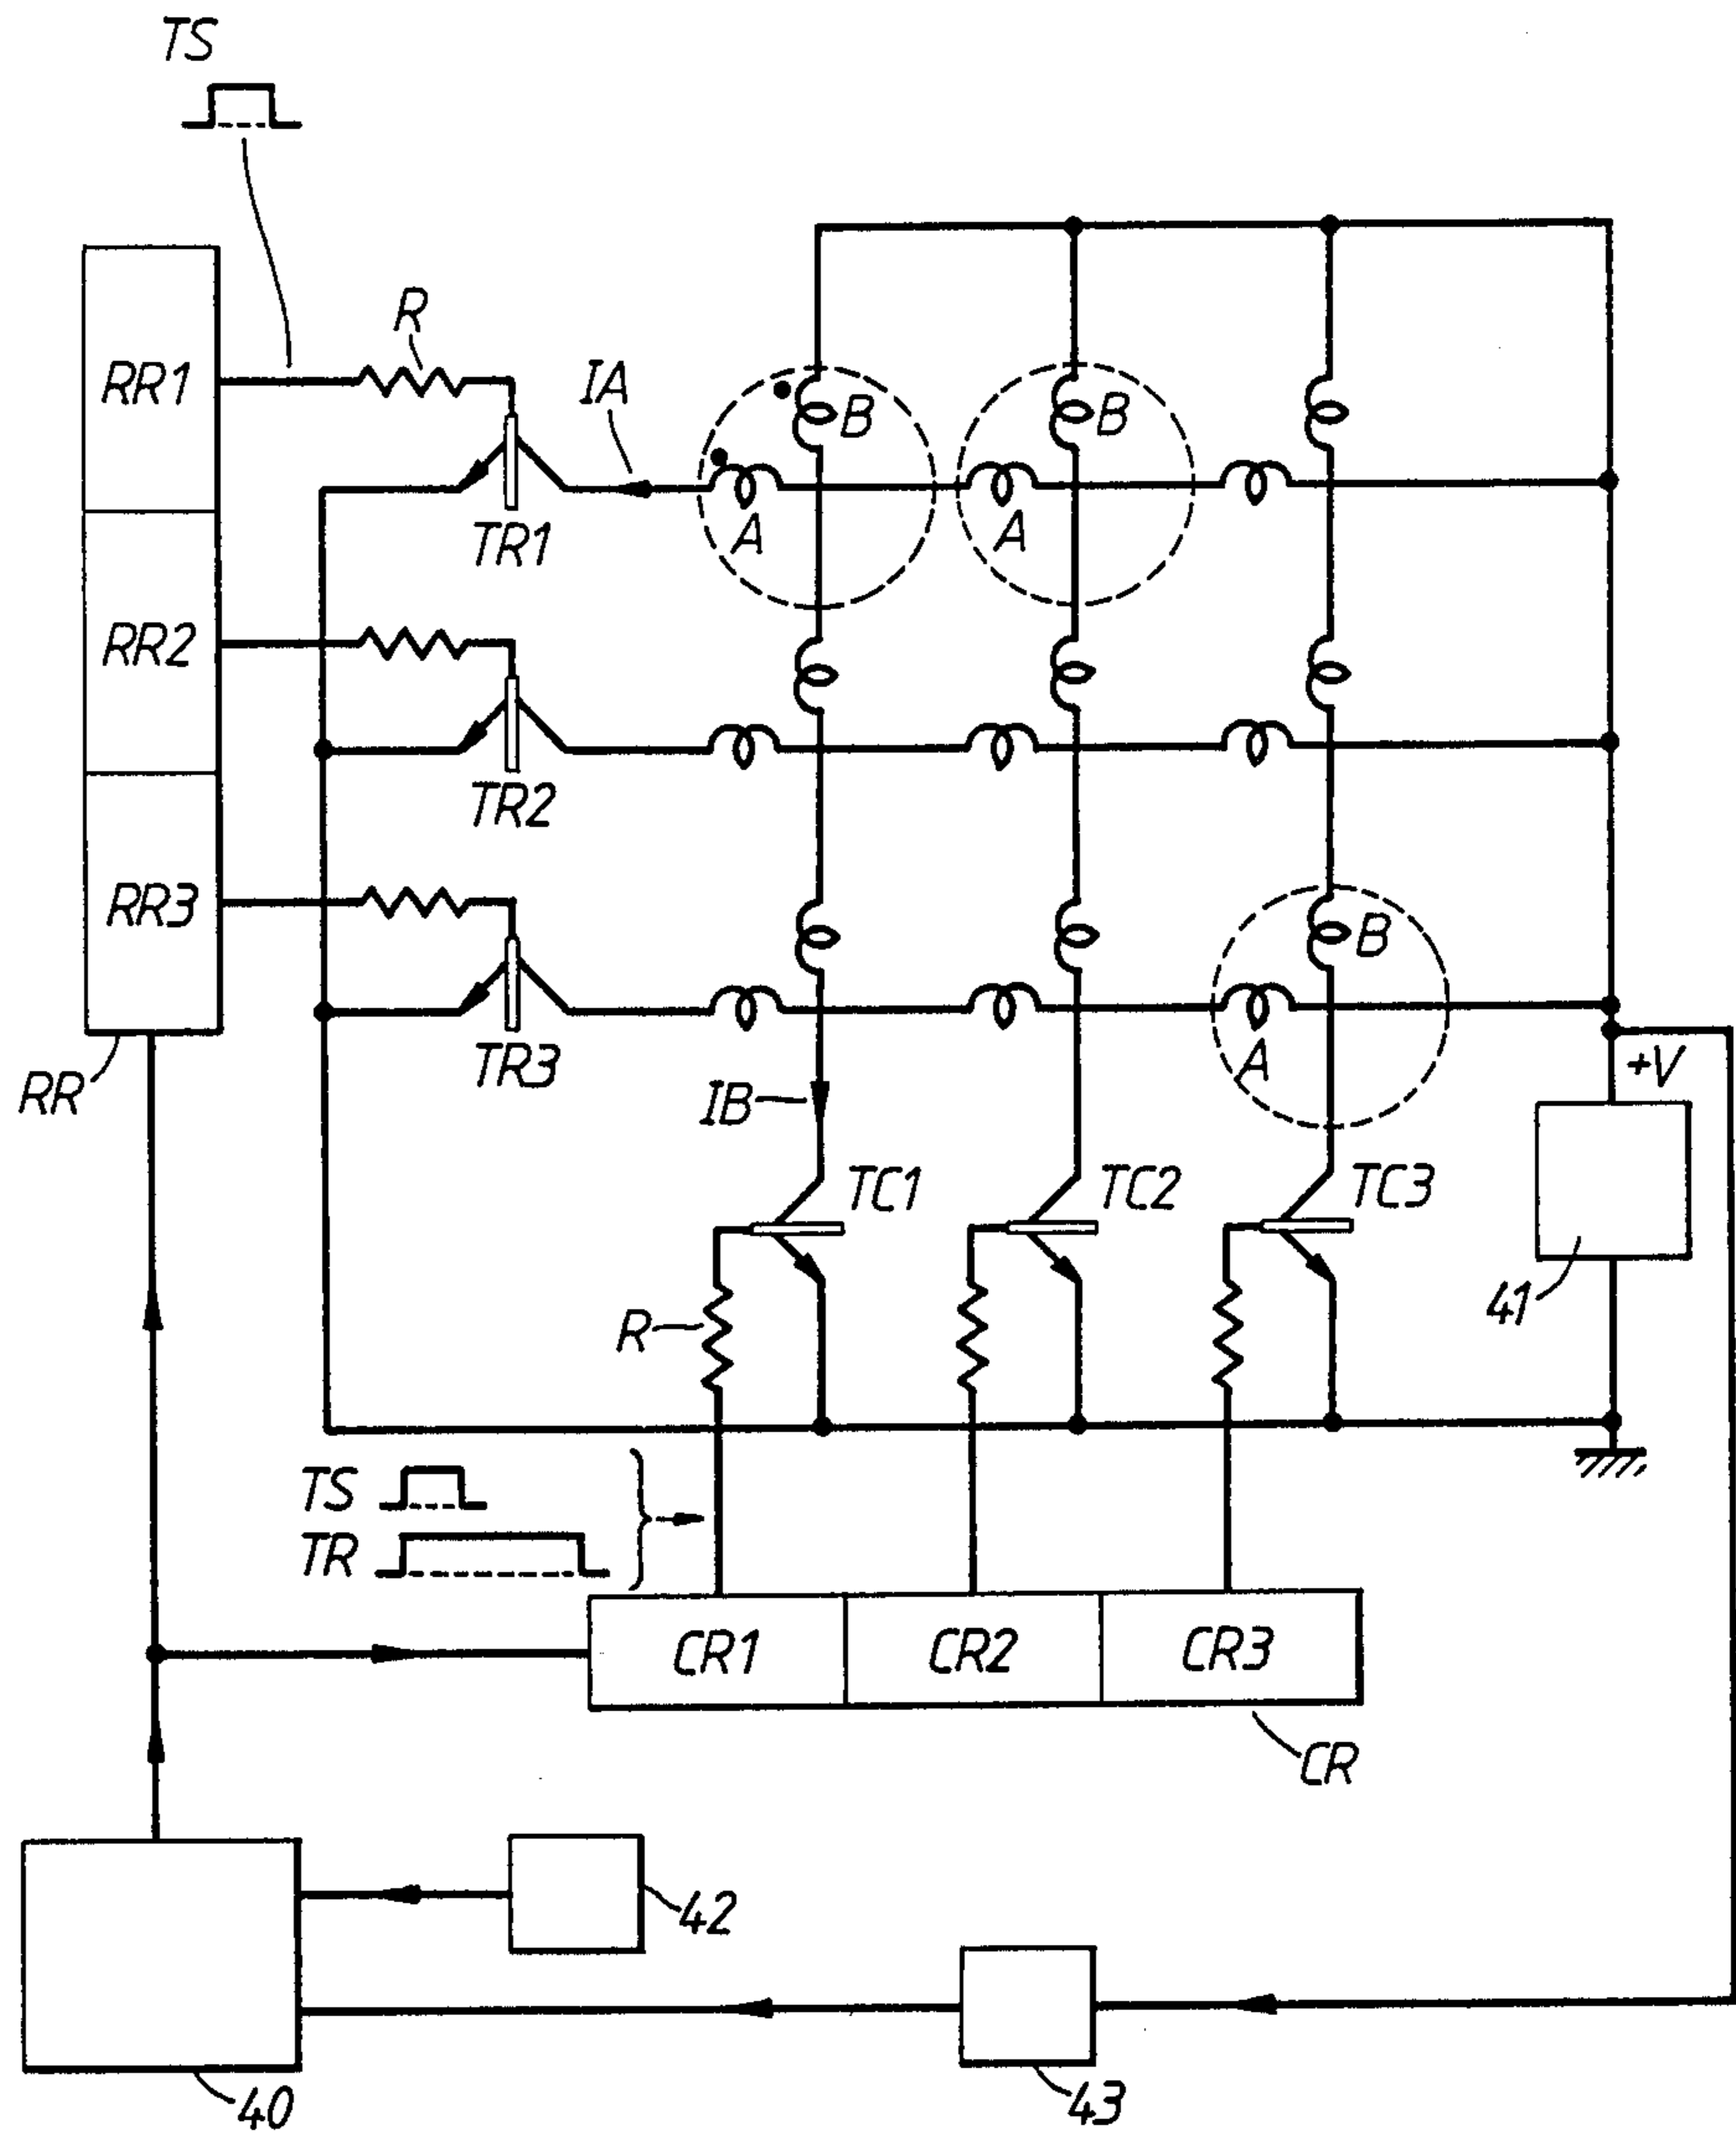 TS
R
IA
RR1
B
B
A
A
TR1
RR2
TR2
RR3
B
A
TR3
RR
IB
+V
TC1
TC2
TC3
41
R
TS
TR
CR1
CR2
CR3
CR
42
40
43